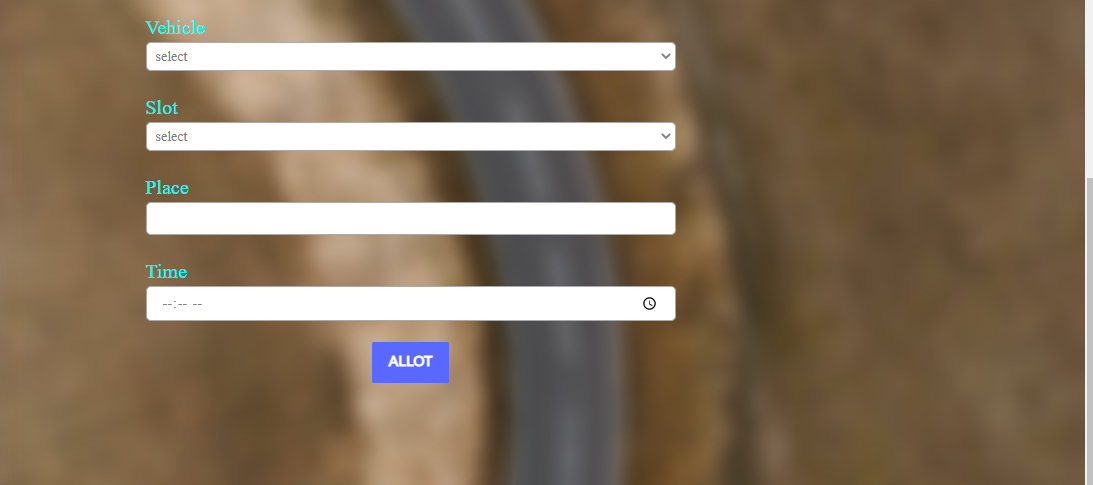 Vehicle
select
Slot
select
Place
Time
--:-- --
ALLOT